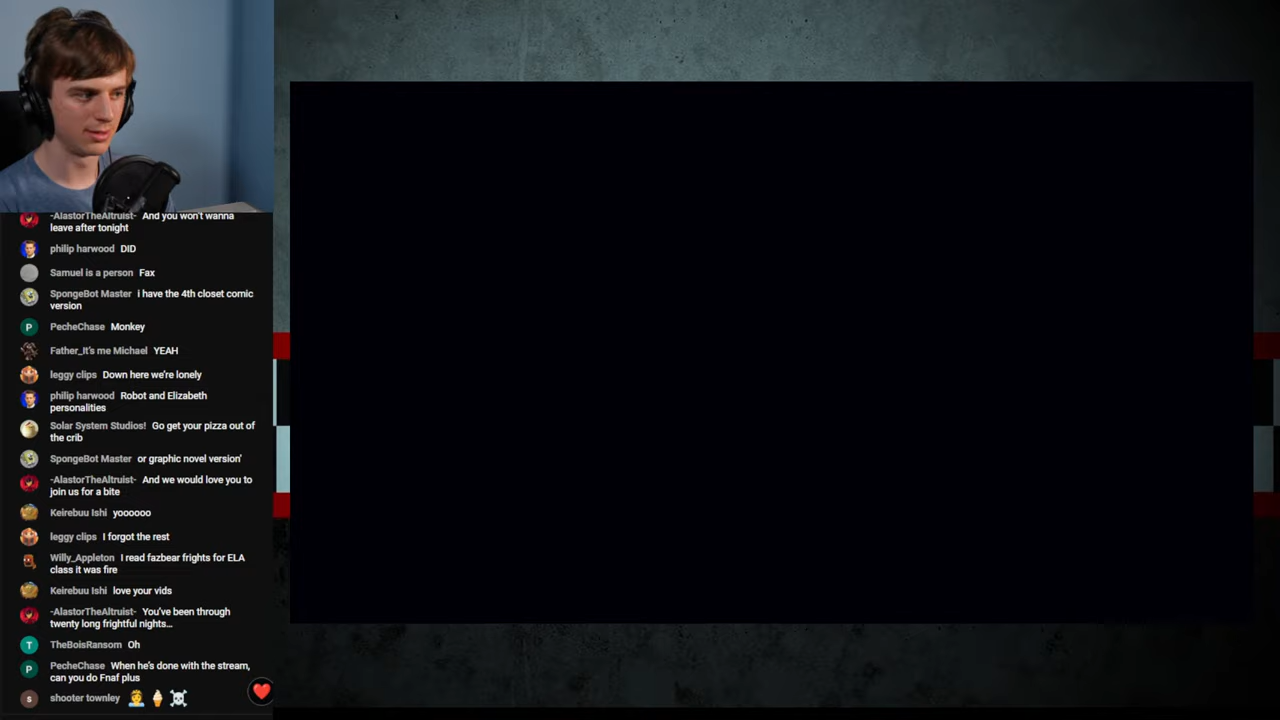 -AlastorTheAltruist- And you won't wanna
leave after tonight
philip harwood DID
Samuel is a person Fax
SpongeBot Master i have the 4th closet comic
version
P PecheChase Monkey
Father_It's me Michael YEAH
leggy clips Down here we're lonely
philip harwood Robot and Elizabeth
personalities
Solar System Studios! Go get your pizza out of
the crib
SpongeBot Master or graphic novel version'
-AlastorTheAltruist- And we would love you to
join us for a bite
Keirebuu Ishi yoooooo
leggy clips I forgot the rest
Willy_Appleton I read fazbear frights for ELA
class it was fire
Keirebuu Ishi love your vids
-AlastorTheAltruist- You've been through
twenty long frightful nights...
T TheBoisRansom Oh
P PecheChase When he's done with the stream,
can you do Fnaf plus
s shooter townley 💆🍦☠️